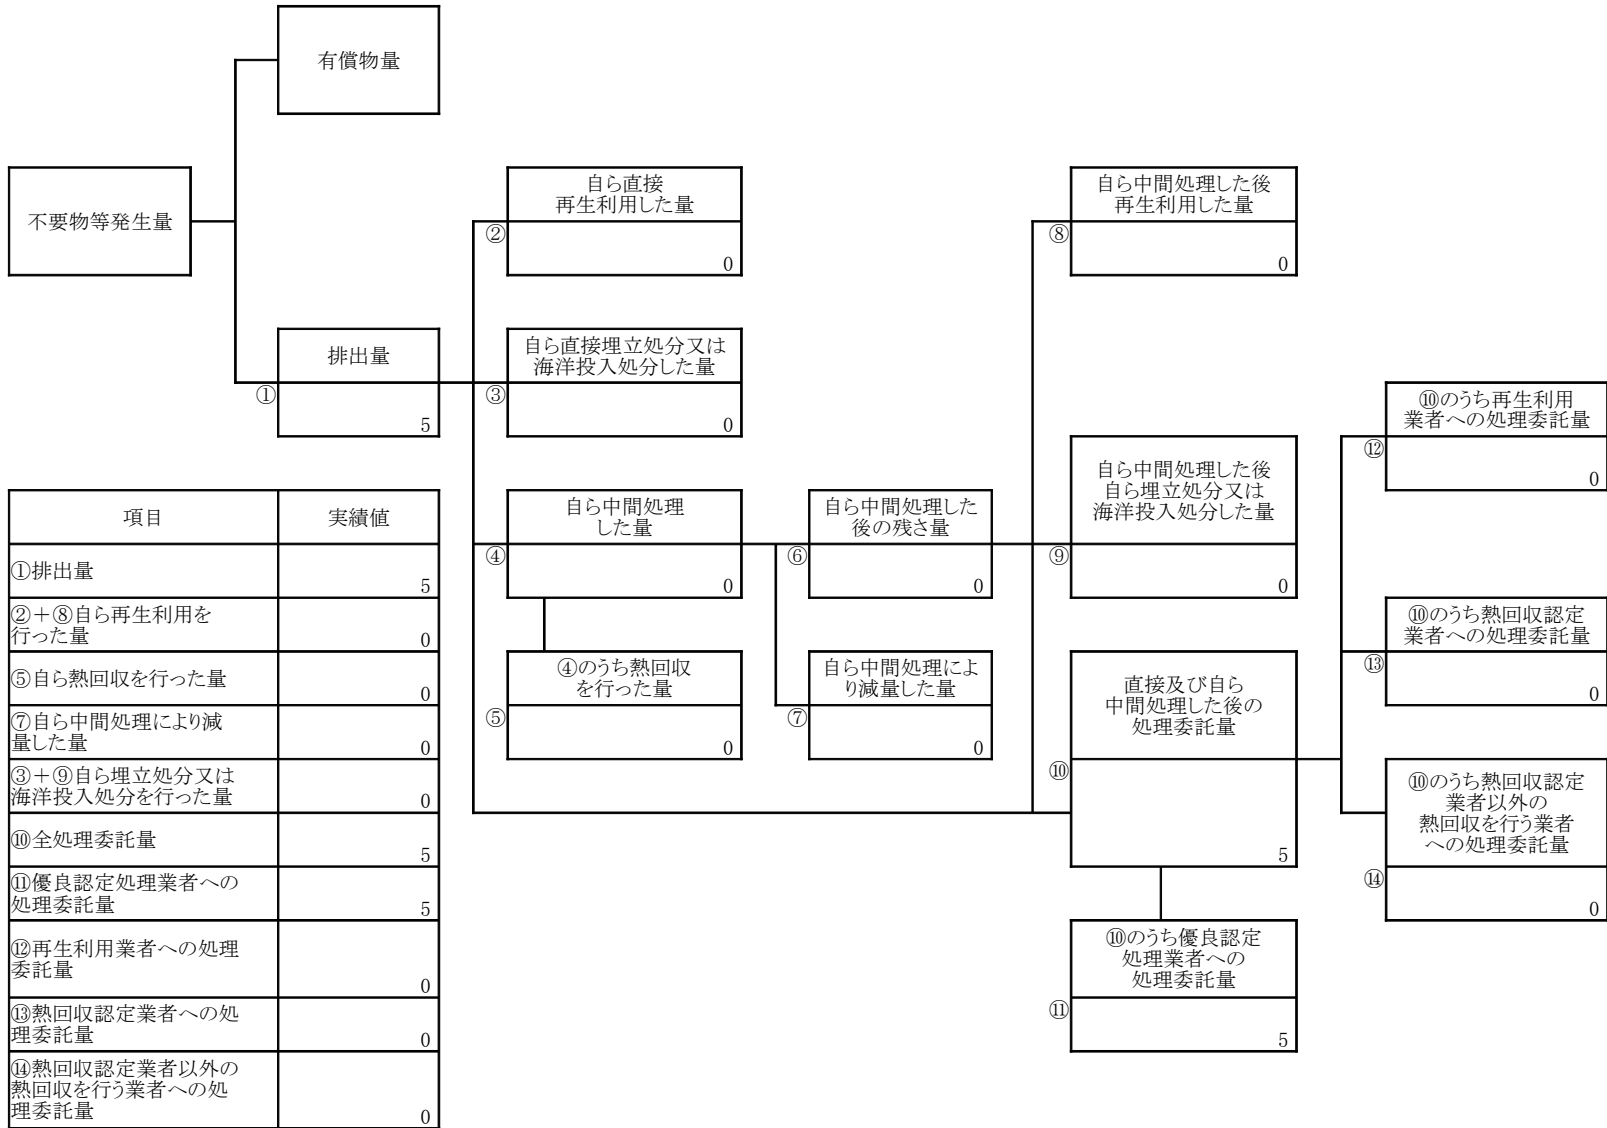 有償物量
不要物等発生量
自ら直接
再生利用した量
②
0
自ら中間処理した後
再生利用した量
⑧
0
排出量
①
5
自ら直接埋立処分又は
海洋投入処分した量
③
0
⑩のうち再生利用
業者への処理委託量
⑫
0
自ら中間処理
した量
④
0
自ら中間処理した
後の残さ量
⑥
0
自ら中間処理した後
自ら埋立処分又は
海洋投入処分した量
⑨
0
④のうち熱回収
を行った量
⑤
0
自ら中間処理によ
り減量した量
⑦
0
直接及び自ら
中間処理した後の
処理委託量
⑩
5
⑩のうち熱回収認定
業者への処理委託量
⑬
0
⑩のうち熱回収認定
業者以外の
熱回収を行う業者
への処理委託量
⑭
0
⑩のうち優良認定
処理業者への
処理委託量
⑪
5
項目 実績値
①排出量
5
②+⑧自ら再生利用を
行った量
0
⑤自ら熱回収を行った量
0
⑦自ら中間処理により減
量した量
0
③+⑨自ら埋立処分又は
海洋投入処分を行った量
0
⑩全処理委託量
5
⑪優良認定処理業者への
処理委託量
5
⑫再生利用業者への処理
委託量
0
⑬熱回収認定業者への処
理委託量
0
⑭熱回収認定業者以外の
熱回収を行う業者への処
理委託量
0